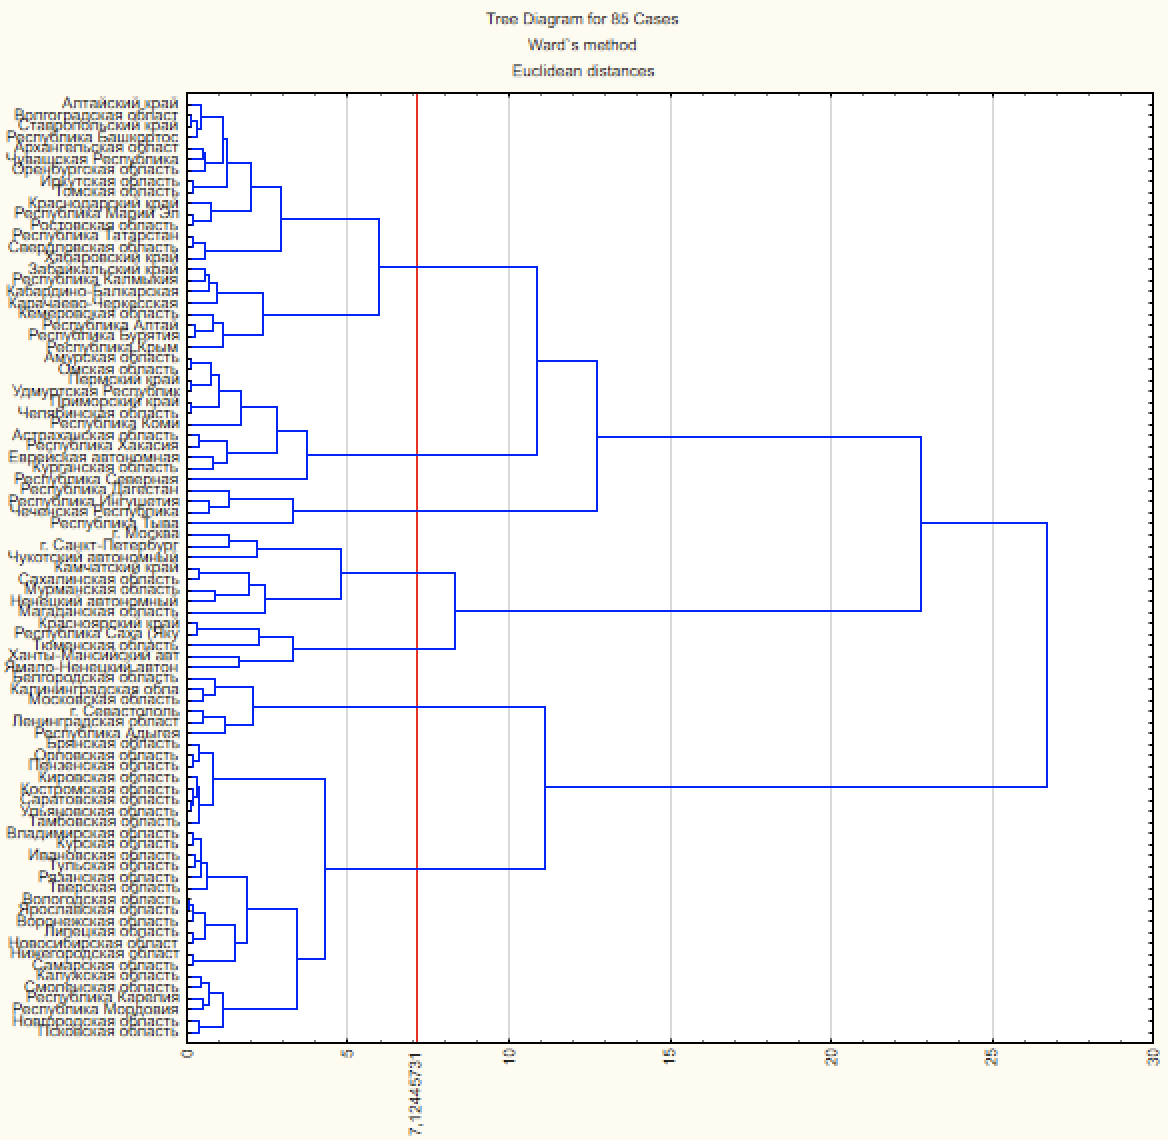 Tree Diagram for 85 Cases
Ward`s method
Euclidean distances
Алтайский край
Волгоградская област
Ставропольский край
Республика Башкортос
Архангельская област
Чувашская Республика
Оренбургская область
Иркутская область
Томская область
Краснодарский край
Республика Марий Эл
Ростовская область
Республика Татарстан
Свердловская область
Хабаровский край
Забайкальский край
Республика Калмыкия
Кабардино-Балкарская
Карачаево-Черкесская
Кемеровская область
Республика Алтай
Республика Бурятия
Республика Крым
Амурская область
Омская область
Пермский край
Удмуртская Республик
Приморский край
Челябинская область
Республика Коми
Астраханская область
Республика Хакасия
Еврейская автономная
Курганская область
Республика Северная
Республика Дагестан
Республика Ингушетия
Чеченская Республика
Республика Тыва
г. Москва
г. Санкт-Петербург
Чукотский автономный
Камчатский край
Сахалинская область
Мурманская область
Ненецкий автономный
Магаданская область
Красноярский край
Республика Саха (Яку
Тюменская область
Ханты-Мансийский авт
Ямало-Ненецкий автон
Белгородская область
Калининградская обла
Московская область
г. Севастополь
Ленинградская област
Республика Адыгея
Брянская область
Орловская область
Пензенская область
Кировская область
Костромская область
Саратовская область
Ульяновская область
Тамбовская область
Владимирская область
Курская область
Ивановская область
Тульская область
Рязанская область
Тверская область
Вологодская область
Ярославская область
Воронежская область
Липецкая область
Новосибирская област
Нижегородская област
Самарская область
Калужская область
Смоленская область
Республика Карелия
Республика Мордовия
Новгородская область
Псковская область
0 5 10 15 20 25 30
7,12445731